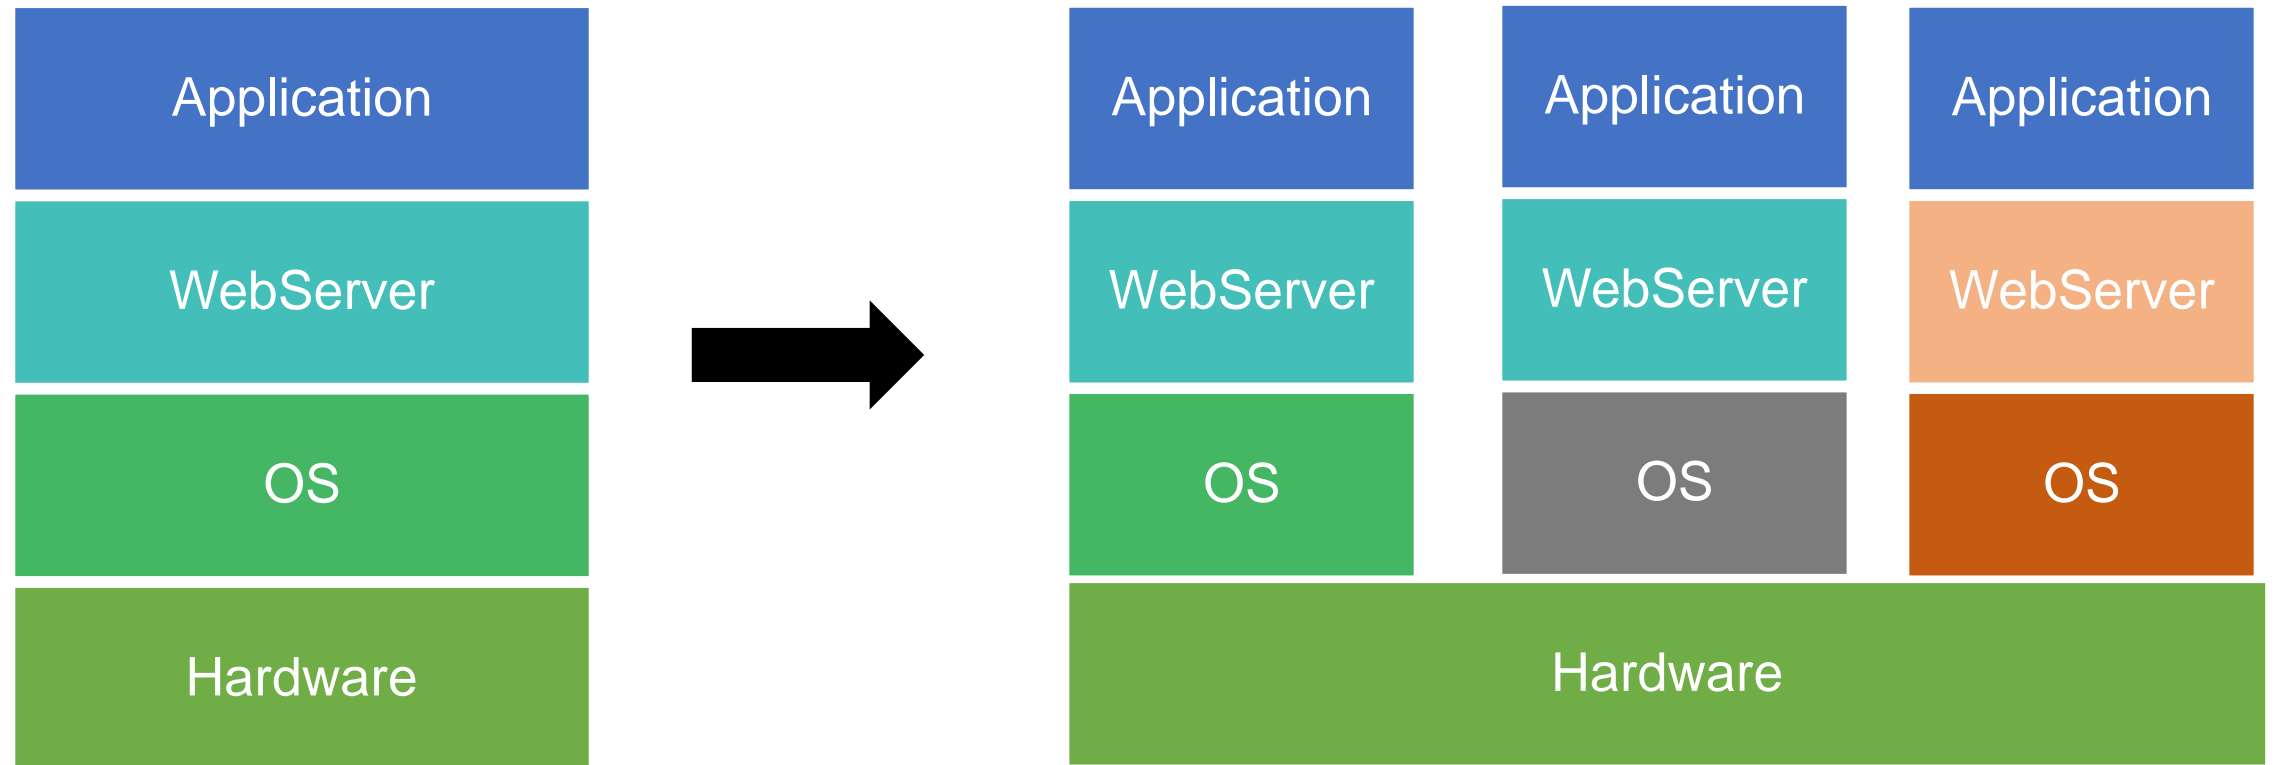 Application
WebServer
OS
Hardware
Application
Application
Application
WebServer
WebServer
WebServer
OS
OS
OS
Hardware